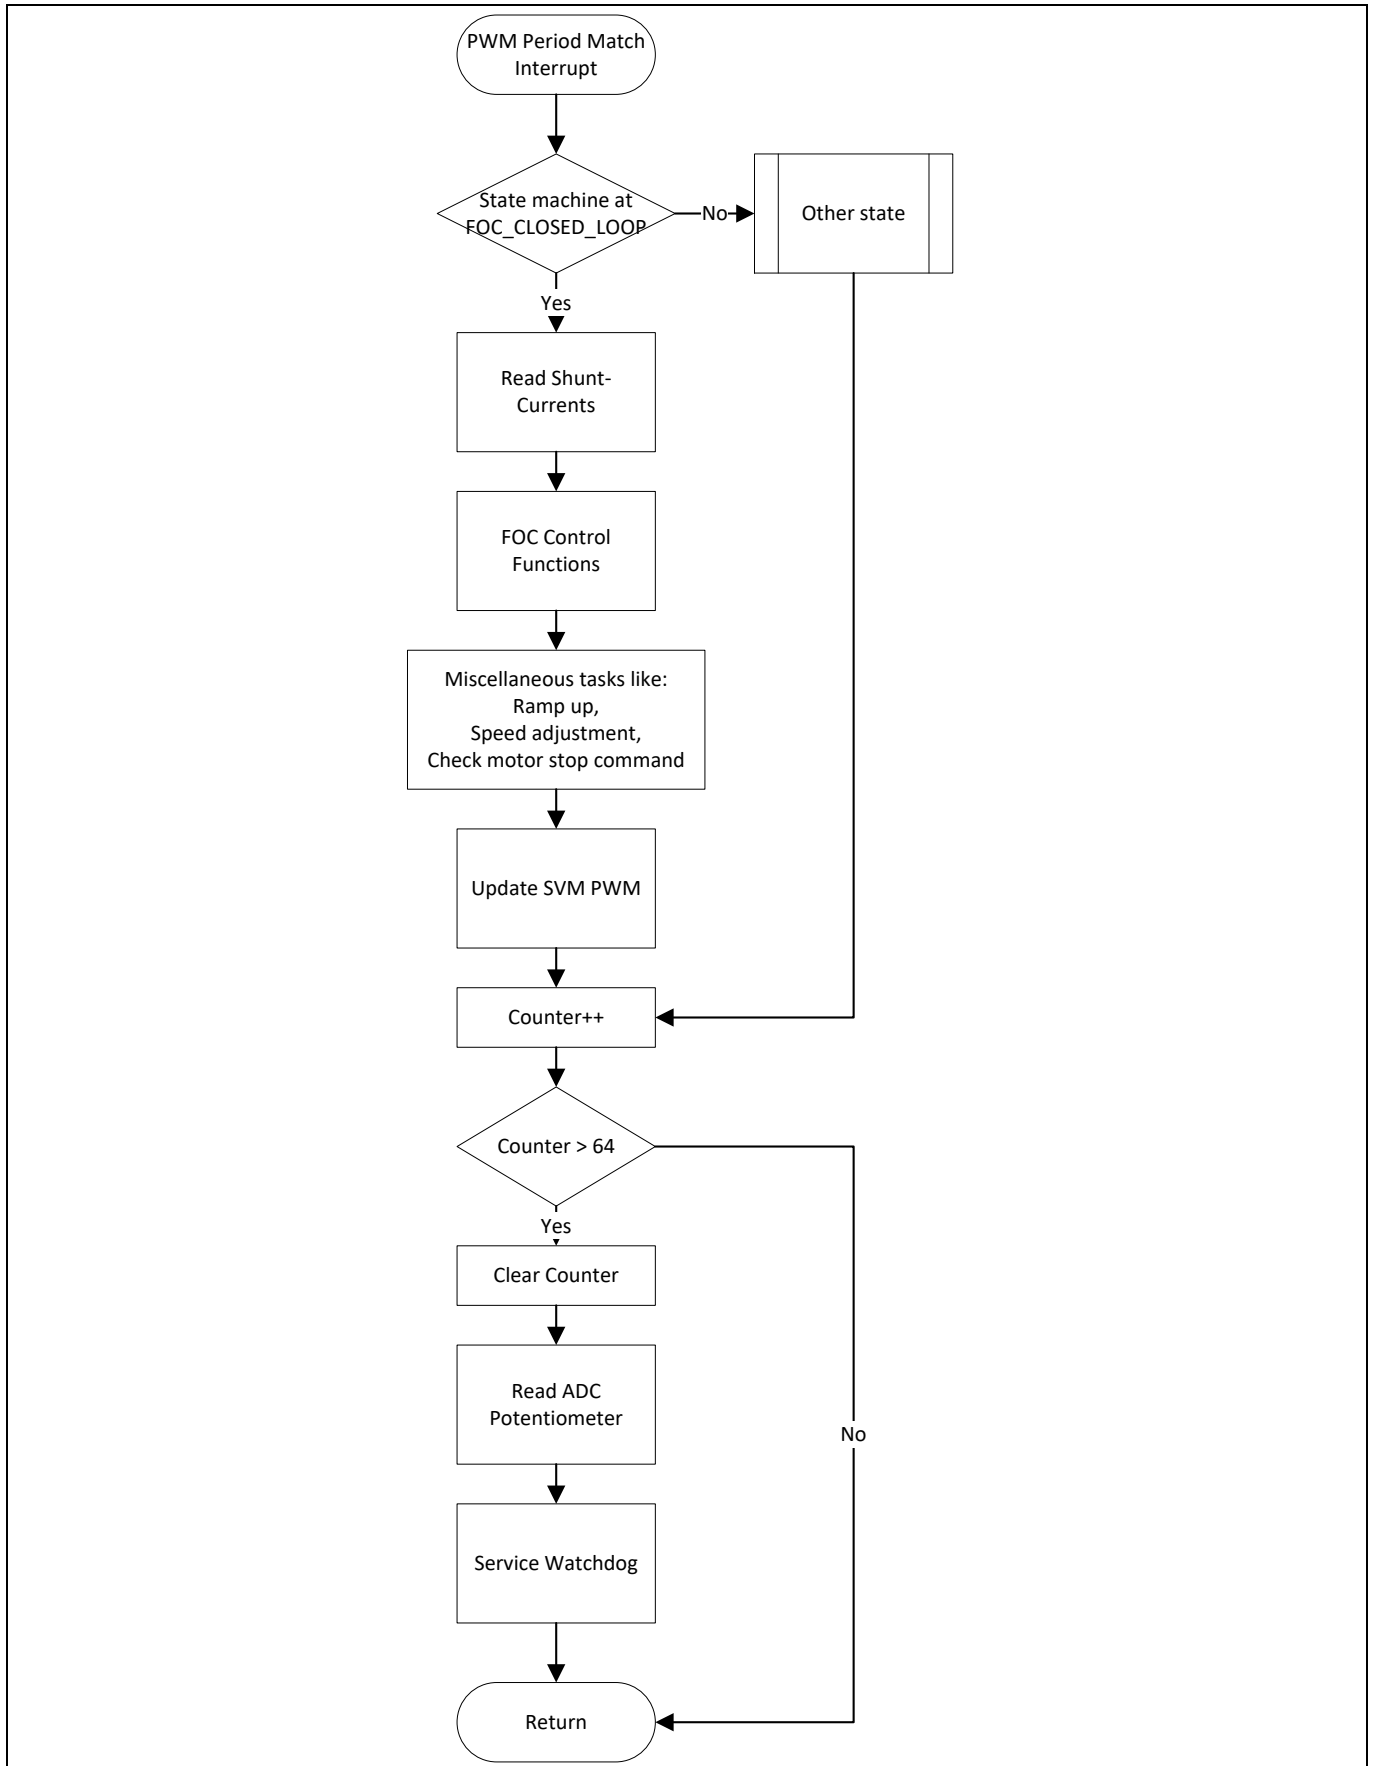 PWM Period Match
Interrupt
State machine at
FOC_CLOSED_LOOP
No
Other state
Yes
Read Shunt-
Currents
FOC Control
Functions
Miscellaneous tasks like:
Ramp up,
Speed adjustment,
Check motor stop command
Update SVM PWM
Counter++
Counter > 64
Yes
Clear Counter
Read ADC
Potentiometer
No
Service Watchdog
Return